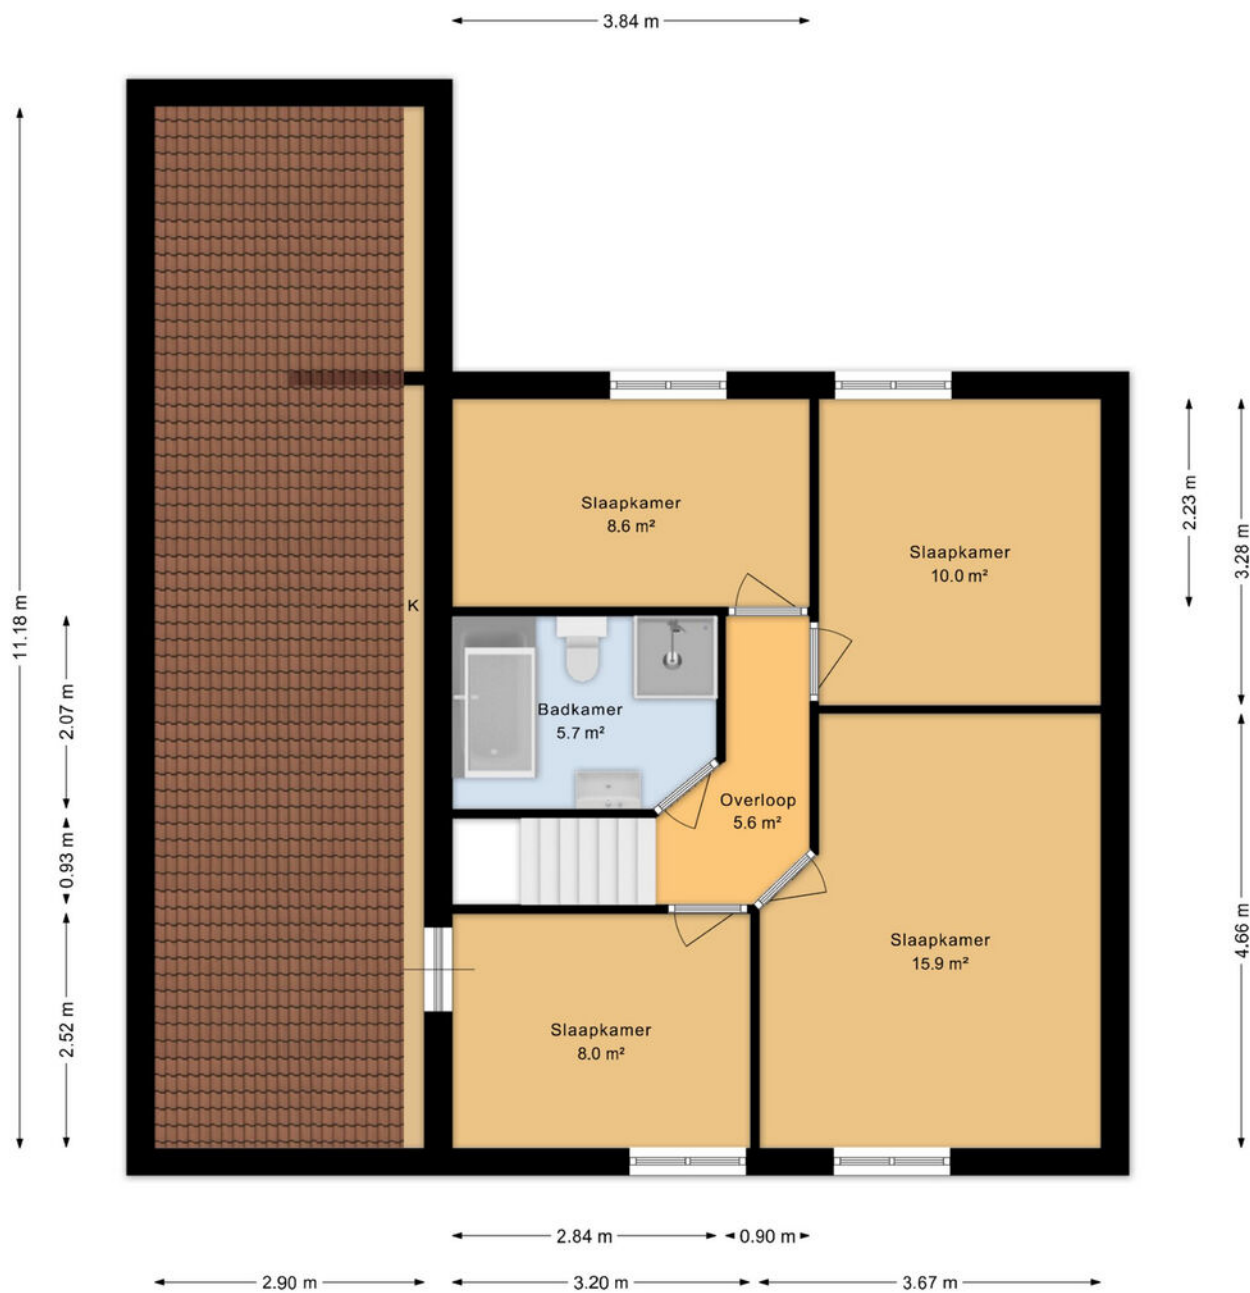 3.84 m
11.18 m
2.23 m
3.28 m
Slaapkamer
8.6 m²
Slaapkamer
10.0 m²
K
2.07 m
Badkamer
5.7 m²
Overloop
5.6 m²
0.93 m
4.66 m
Slaapkamer
15.9 m²
2.52 m
Slaapkamer
8.0 m²
2.84 m
0.90 m
2.90 m
3.20 m
3.67 m